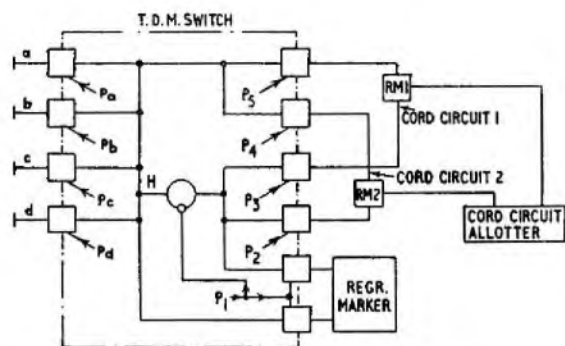 T.D.M. SWITCH
a
Pa
P5
RM1
CORD CIRCUIT 1
b
Pb
P4
c
Pc
H
P3
CORD CIRCUIT 2
RM2
CORD CIRCUIT
ALLOTTER
d
Pd
P2
P1
REGR.
MARKER